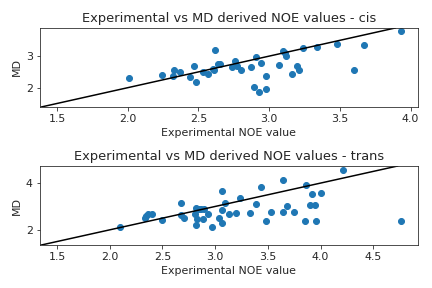 Experimental vs MD derived NOE values - cis
3
2
MD
1.5 2.0 2.5 3.0 3.5 4.0
Experimental NOE value
Experimental vs MD derived NOE values - trans
4
2
MD
1.5 2.0 2.5 3.0 3.5 4.0 4.5
Experimental NOE value